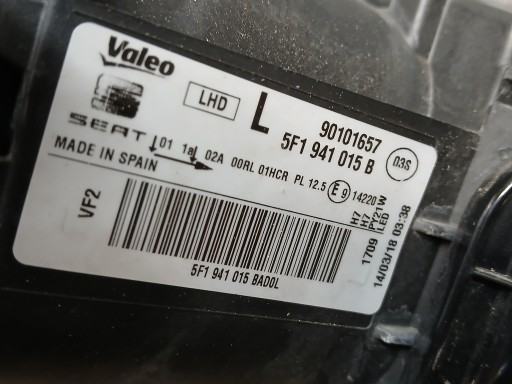 Valeo
LHD
L
90101657
5F1 941 015 B
03S
SEAT
MADE IN SPAIN
01 1a 02A 00RL 01HCR PL 12.5 E9 14220
VF2
H7
H7
PY21W
LED
1709
14/03/18 03:38
5F1 941 015 BADOL